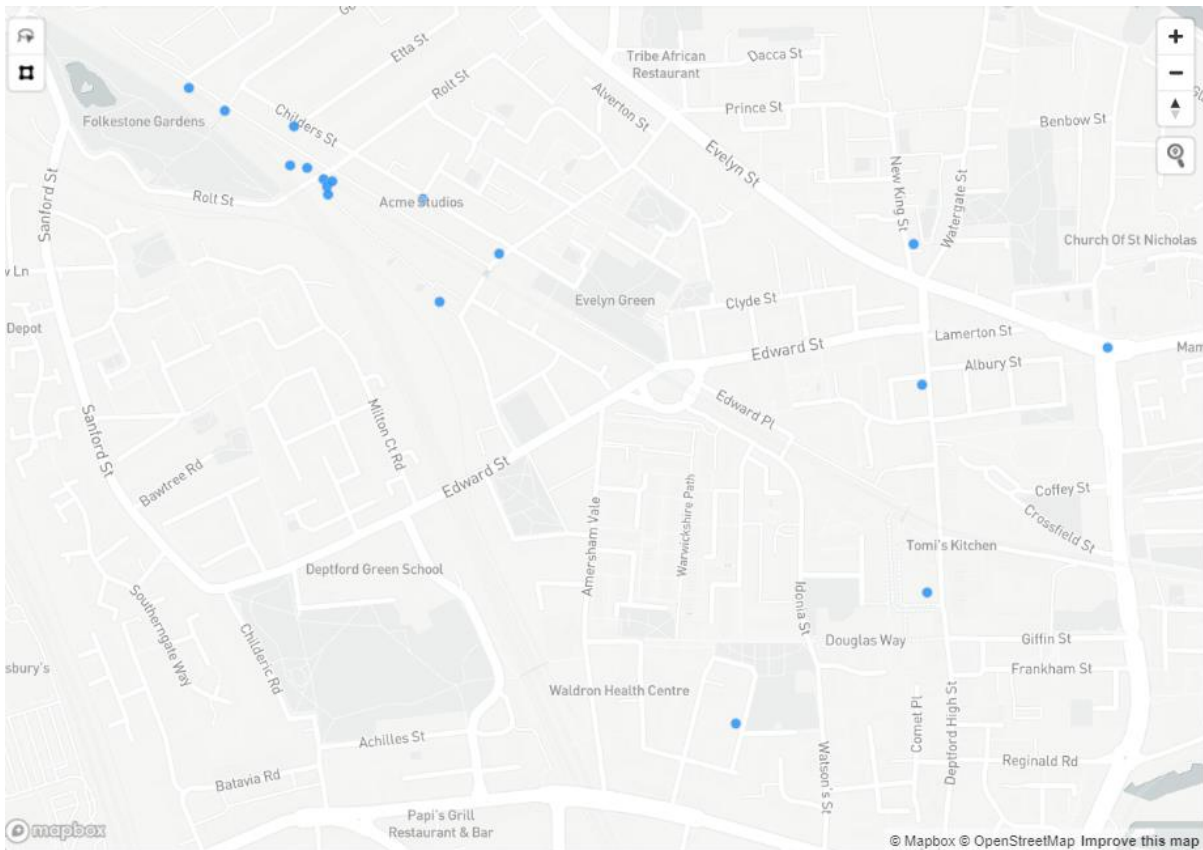 Etta St
Tribe African
Restaurant
Dacca St
Rolt St
Alverton St
Prince St
Folkestone Gardens
Childers St
Benbow St
Evelyn St
New King St
Watergate St
Sanford St
Rolt St
Acme Studios
Church Of St Nicholas
Ln
Evelyn Green
Clyde St
Depot
Lamerton St
Edward St
Mam
Albury St
Sanford St
Milton Ct Rd
Edward Pl
Bawtree Rd
Edward St
Coffey St
Warwickshire Path
Amersham Vale
Crossfield St
Tomi's Kitchen
Deptford Green School
Idonia St
Southerngate Way
Childeric Rd
Douglas Way
Giffin St
sbury's
Frankham St
Waldron Health Centre
Comet Pl
Deptford High St
Achilles St
Watson's St
Reginald Rd
Batavia Rd
Papi's Grill
Restaurant & Bar
mapbox
© Mapbox © OpenStreetMap Improve this map